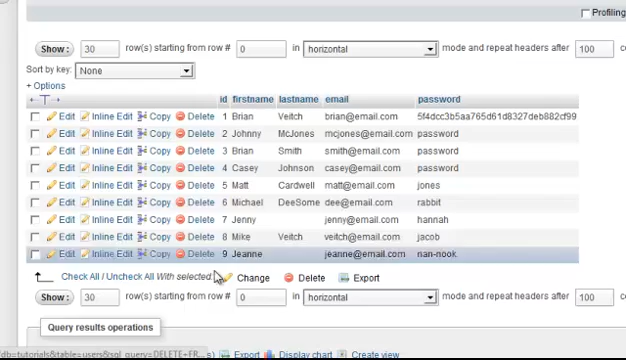 Profiling
Show : 30 row(s) starting from row # 0 in horizontal mode and repeat headers after 100
Sort by key: None
+ Options
←T→ id firstname lastname email password
Edit Inline Edit Copy Delete 1 Brian Veitch brian@email.com 5f4dcc3b5aa765d61d8327deb882cf99
Edit Inline Edit Copy Delete 2 Johnny McJones mcjones@email.com password
Edit Inline Edit Copy Delete 3 Brian Smith smith@email.com password
Edit Inline Edit Copy Delete 4 Casey Johnson casey@email.com password
Edit Inline Edit Copy Delete 5 Matt Cardwell matt@email.com jones
Edit Inline Edit Copy Delete 6 Michael DeeSome dee@email.com rabbit
Edit Inline Edit Copy Delete 7 Jenny jenny@email.com hannah
Edit Inline Edit Copy Delete 8 Mike Veitch veitch@email.com jacob
Edit Inline Edit Copy Delete 9 Jeanne jeanne@email.com nan-nook
Check All / Uncheck All With selected: Change Delete Export
Show : 30 row(s) starting from row # 0 in horizontal mode and repeat headers after 100
Query results operations
db=tutorials&table=users&sql_query=DELETE+FR... s) Export Display chart Create view